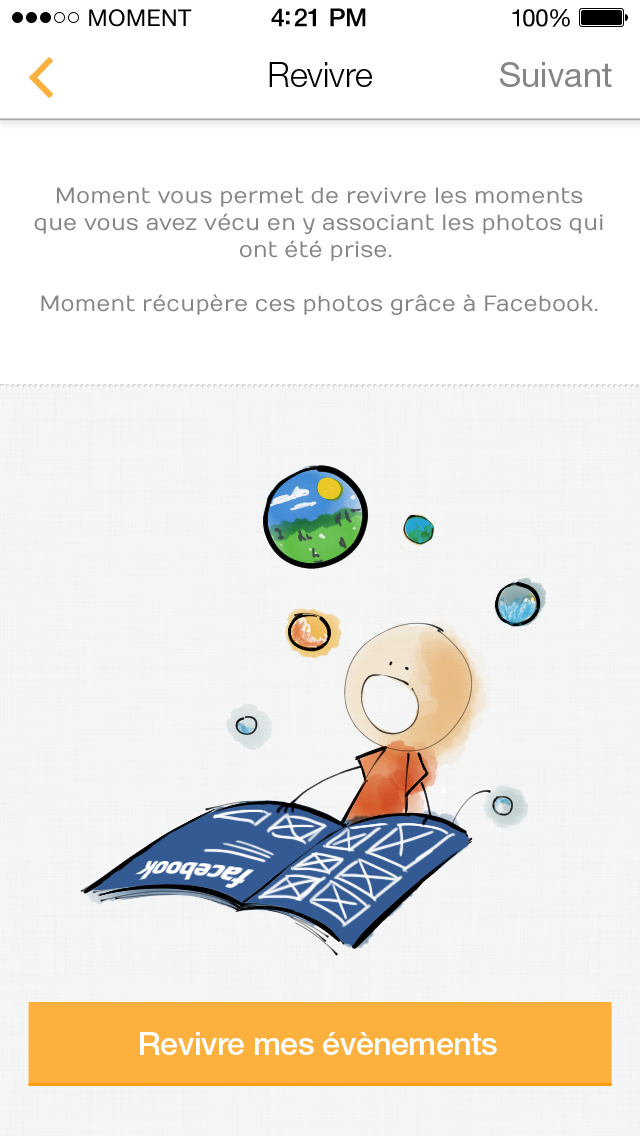 MOMENT 4:21 PM 100%
Revivre Suivant
Moment vous permet de revivre les moments
que vous avez vécu en y associant les photos qui
ont été prise.
Moment récupère ces photos grâce à Facebook.
facebook
Revivre mes évènements